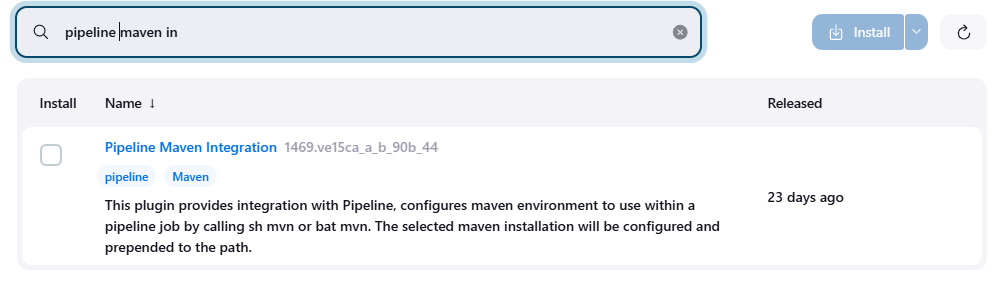 pipeline maven in
Install
Install
Name ↓
Released
Pipeline Maven Integration 1469.ve15ca_a_b_90b_44
pipeline Maven
This plugin provides integration with Pipeline, configures maven environment to use within a
pipeline job by calling sh mvn or bat mvn. The selected maven installation will be configured and
prepended to the path.
23 days ago